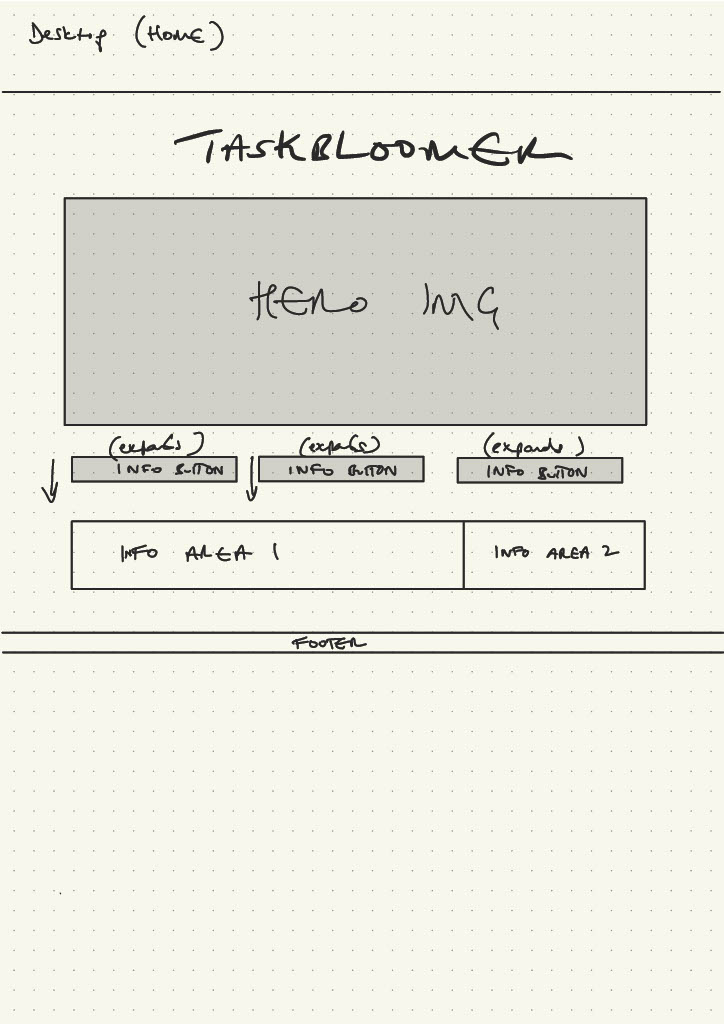 Desktop (HOME)
TASKBLOOMER
HERO IMG
(expands) (expands) (expands)
INFO BUTTON INFO BUTTON INFO BUTTON
INFO AREA 1 INFO AREA 2
FOOTER